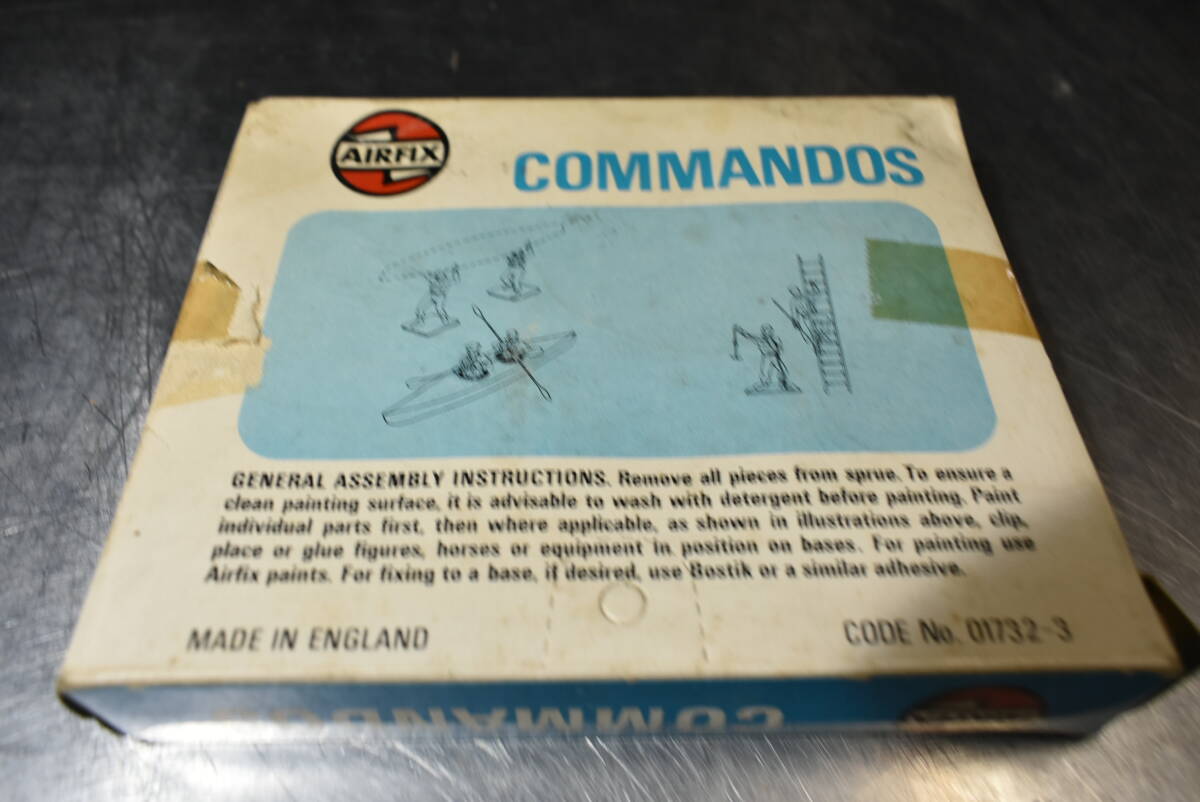 AIRFIX
COMMANDOS
GENERAL ASSEMBLY INSTRUCTIONS. Remove all pieces from sprue. To ensure a
clean painting surface, it is advisable to wash with detergent before painting. Paint
individual parts first, then where applicable, as shown in illustrations above, clip,
place or glue figures, horses or equipment in position on bases. For painting use
Airfix paints. For fixing to a base, if desired, use Bostik or a similar adhesive.
MADE IN ENGLAND
CODE No. 01732-3
COMMANDOS